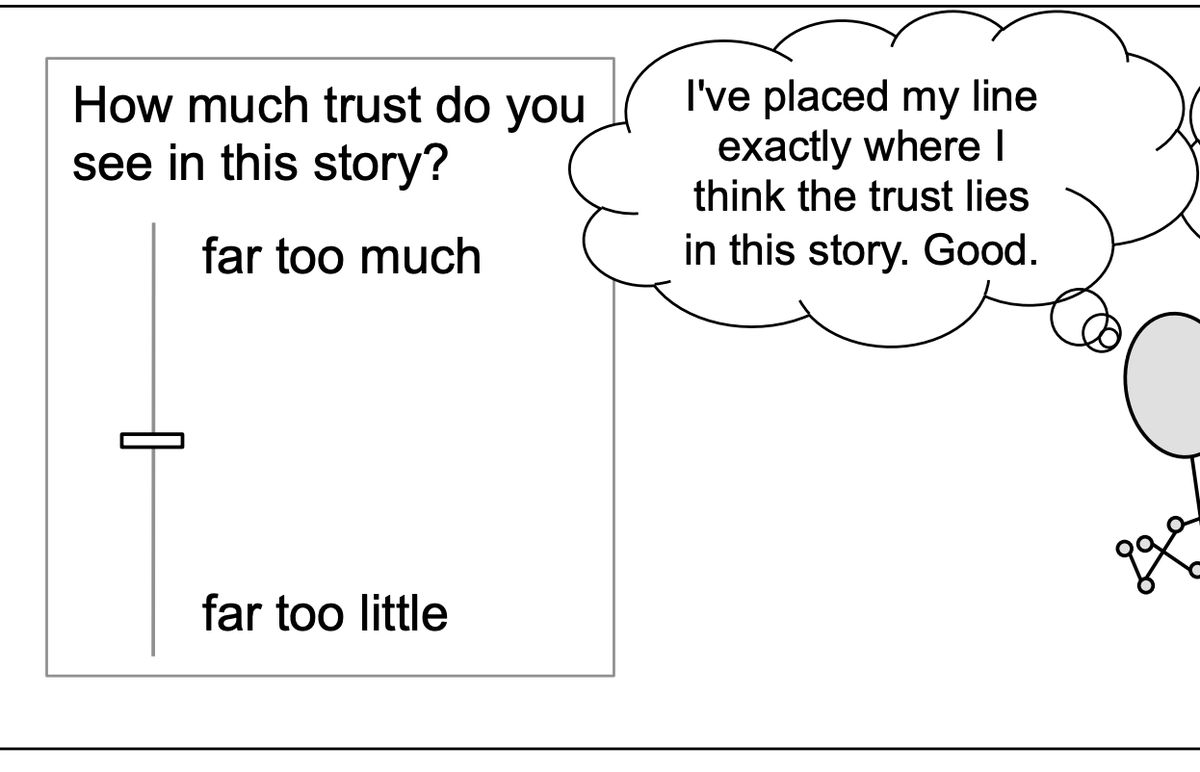 How much trust do you
see in this story?
far too much
far too little
I've placed my line
exactly where I
think the trust lies
in this story. Good.